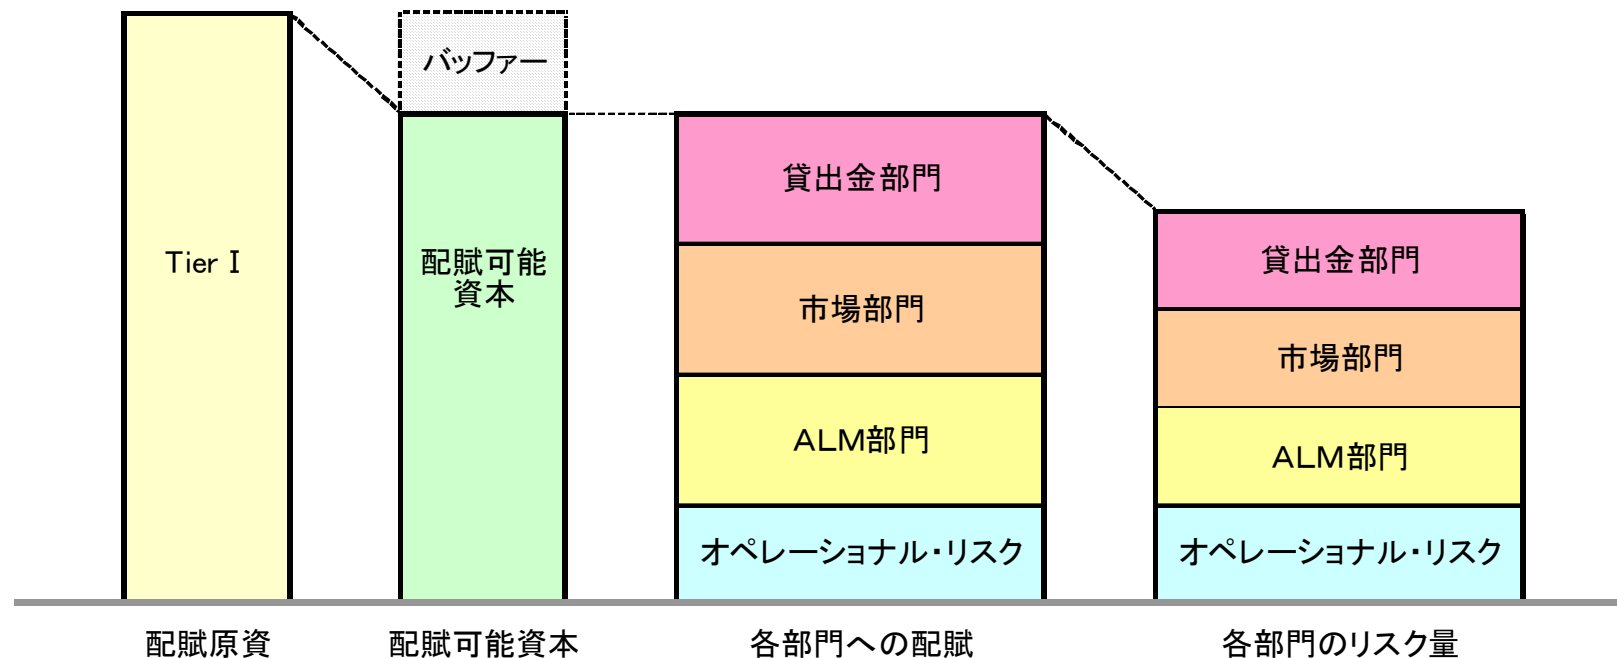 バッファー
Tier Ⅰ
配賦可能
資本
貸出金部門
市場部門
ALM部門
オペレーショナル・リスク
貸出金部門
市場部門
ALM部門
オペレーショナル・リスク
配賦原資
配賦可能資本
各部門への配賦
各部門のリスク量